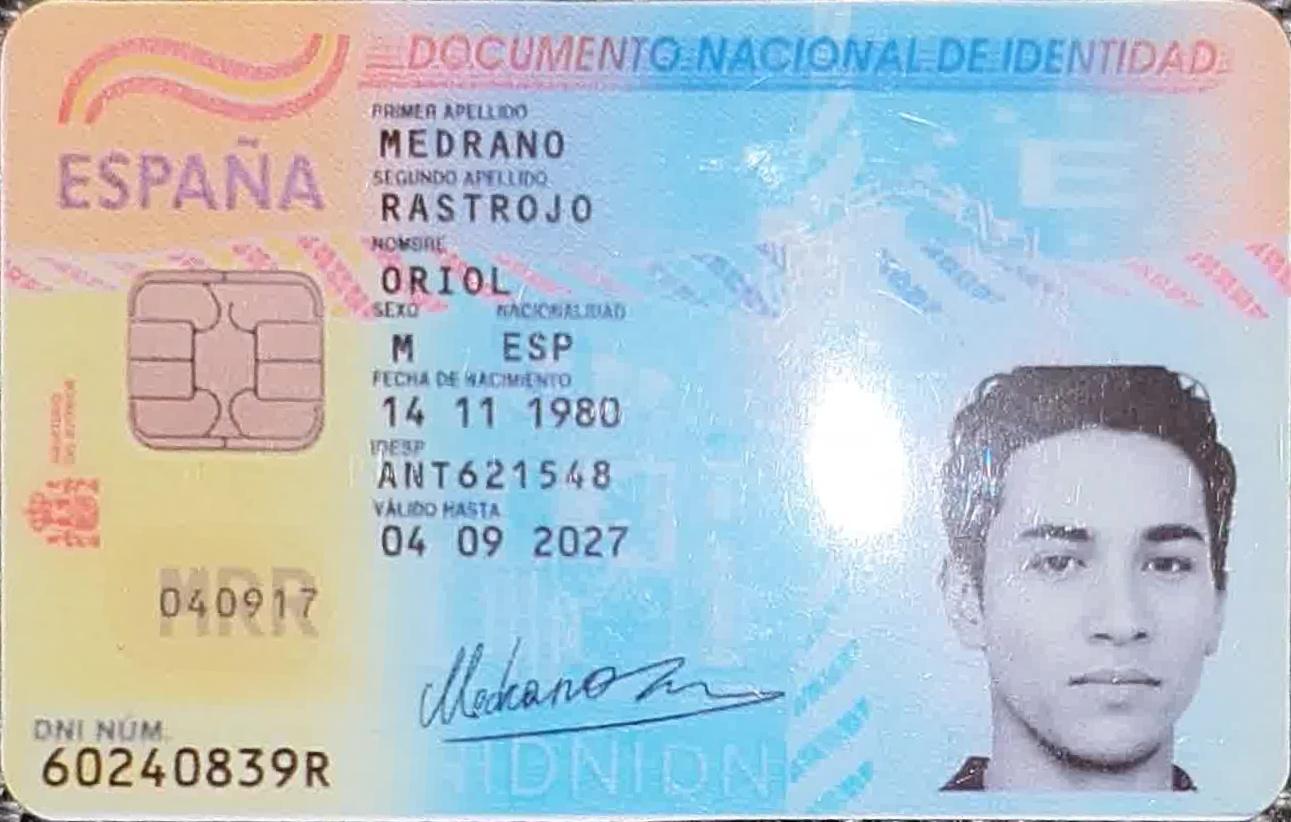 DOCUMENTO NACIONAL DE IDENTIDAD
ESPAÑA
PRIMER APELLIDO
MEDRANO
SEGUNDO APELLIDO
RASTROJO
NOMBRE
ORIOL
SEXO NACIONALIDAD
M ESP
FECHA DE NACIMIENTO
14 11 1980
IDESP
ANT621548
VÁLIDO HASTA
04 09 2027
040917
MRR
Medrano
DNI NÚM.
60240839R
IDNIDN